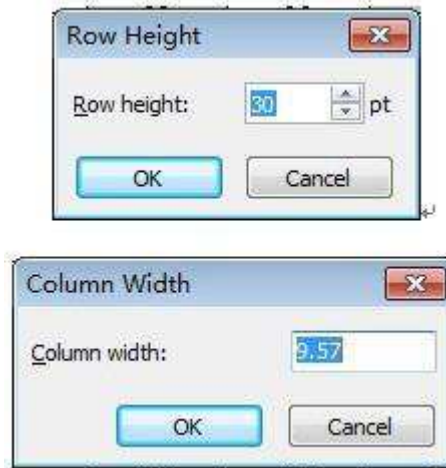 Row Height
Row height: 30 pt
OK Cancel
Column Width
Column width: 9.57
OK Cancel